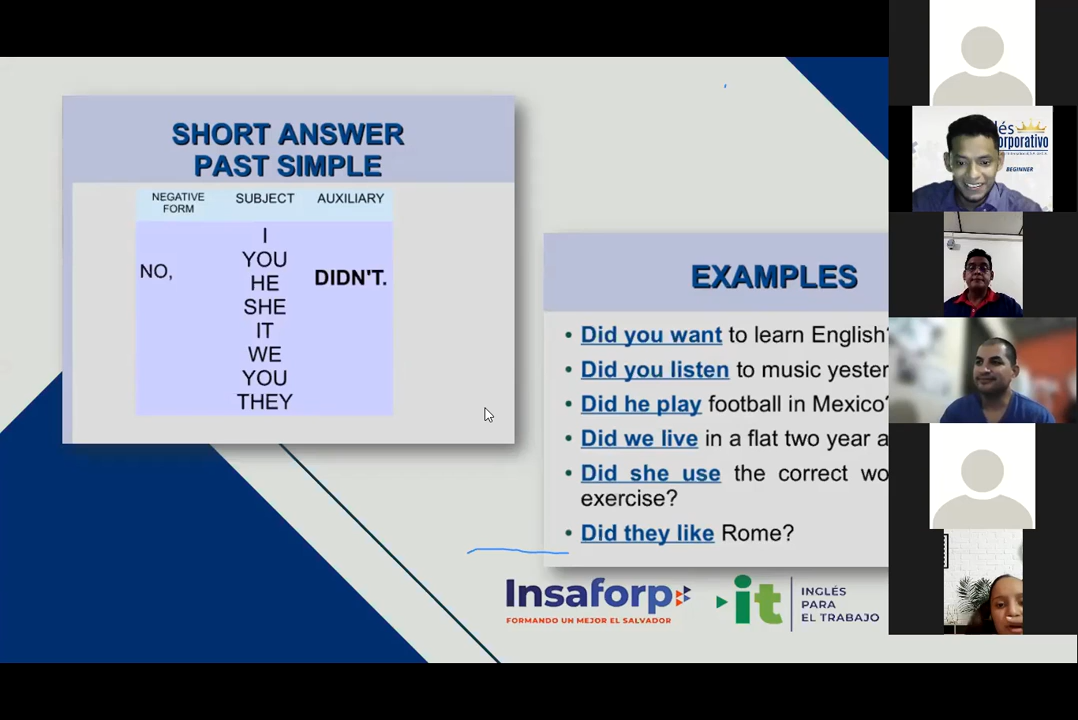 SHORT ANSWER
PAST SIMPLE
NEGATIVE FORM SUBJECT AUXILIARY
I
YOU
NO, HE DIDN'T.
SHE
IT
WE
YOU
THEY
EXAMPLES
• Did you want to learn English?
• Did you listen to music yester
• Did he play football in Mexico?
• Did we live in a flat two year a
• Did she use the correct wo
exercise?
• Did they like Rome?
Insaforp
FORMANDO UN MEJOR EL SALVADOR
it
INGLÉS
PARA
EL TRABAJO
lés
orporativo
BEGINNER